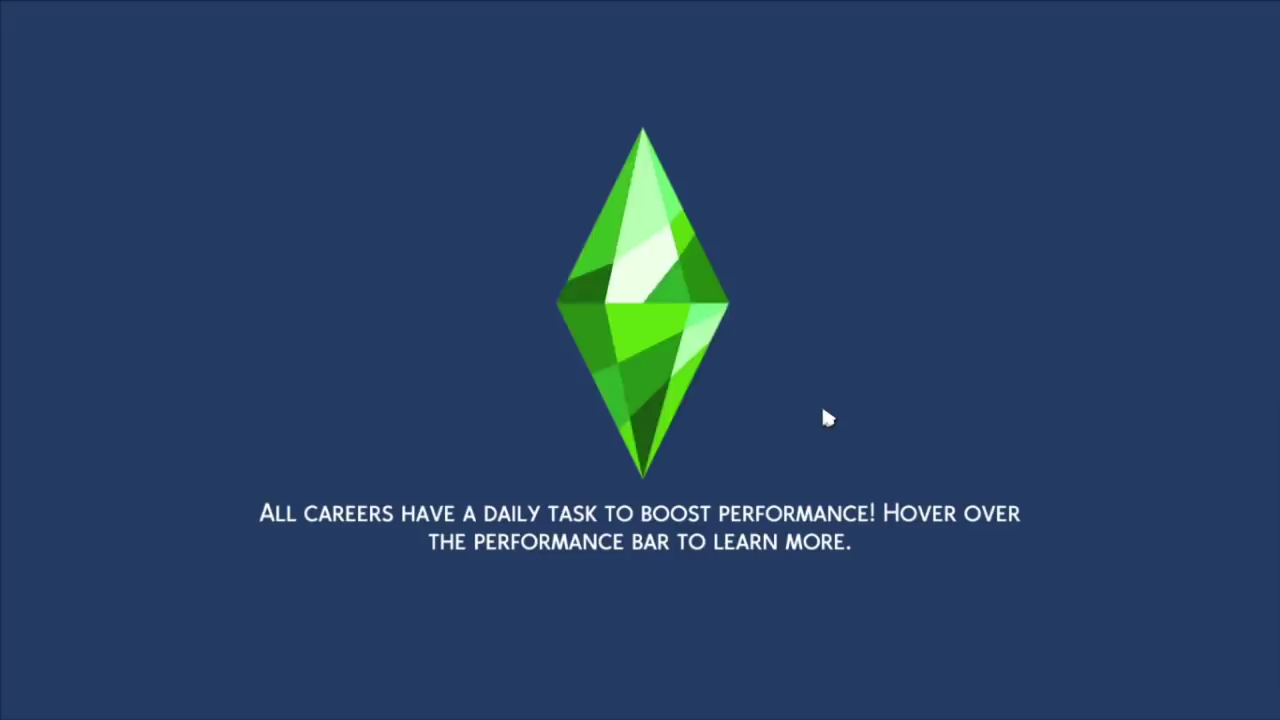 All careers have a daily task to boost performance! Hover over
the performance bar to learn more.